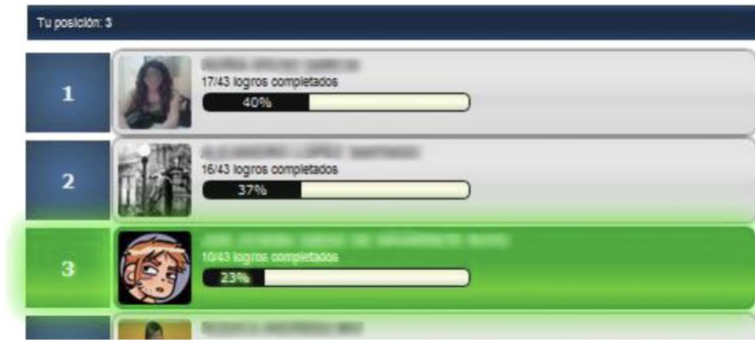 Tu posición: 3
1
17/43 logros completados
40%
2
16/43 logros completados
37%
3
10/43 logros completados
23%